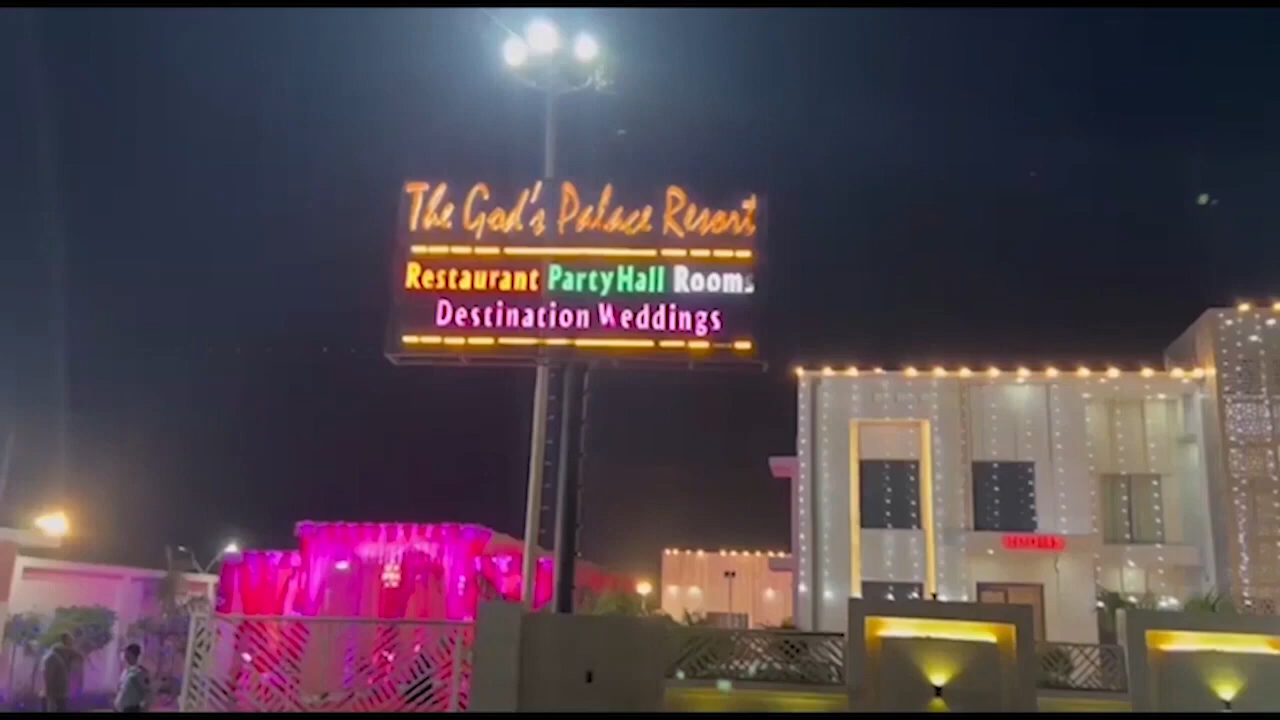 The God's Palace Resort
Restaurant PartyHall Rooms
Destination Weddings